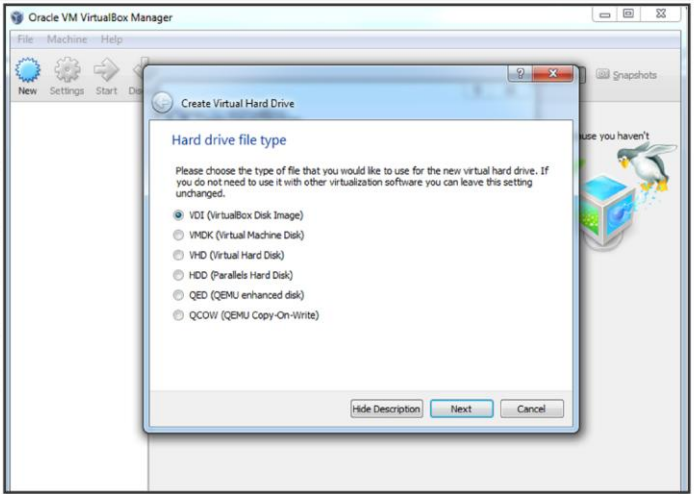 Oracle VM VirtualBox Manager
File Machine Help
New Settings Start Dis
Snapshots
Create Virtual Hard Drive
Hard drive file type
Please choose the type of file that you would like to use for the new virtual hard drive. If
you do not need to use it with other virtualization software you can leave this setting
unchanged.
VDI (VirtualBox Disk Image)
VMDK (Virtual Machine Disk)
VHD (Virtual Hard Disk)
HDD (Parallels Hard Disk)
QED (QEMU enhanced disk)
QCOW (QEMU Copy-On-Write)
Hide Description Next Cancel
use you haven't